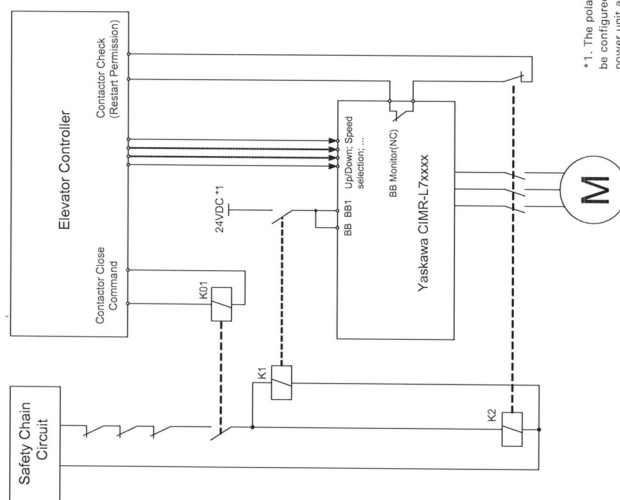 Elevator Controller
Contactor Check
(Restart Permission)
Contactor Close
Command
Up/Down; Speed
selection; ...
24VDC *1
BB BB1
BB Monitor(NC)
Yaskawa CIMR-L7xxxx
K01
K1
K2
Safety Chain
Circuit
M
*1. The pola
be configured
power unit a